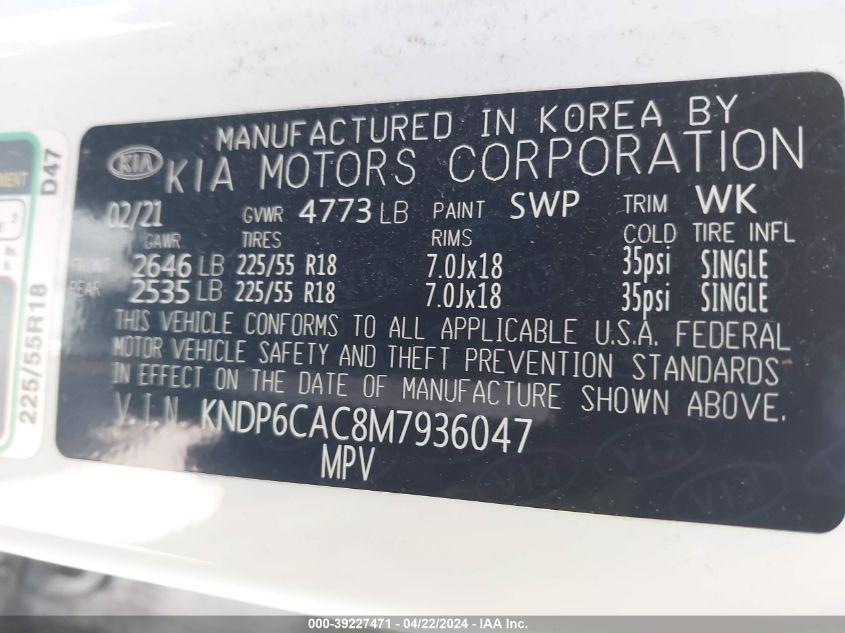 MANUFACTURED IN KOREA BY
KIA KIA MOTORS CORPORATION
02/21 GVWR 4773 LB PAINT SWP TRIM WK
GAWR TIRES RIMS COLD TIRE INFL
FRONT 2646 LB 225/55 R18 7.0Jx18 35psi SINGLE
REAR 2535 LB 225/55 R18 7.0Jx18 35psi SINGLE
THIS VEHICLE CONFORMS TO ALL APPLICABLE U.S.A. FEDERAL
MOTOR VEHICLE SAFETY AND THEFT PREVENTION STANDARDS
IN EFFECT ON THE DATE OF MANUFACTURE SHOWN ABOVE.
V.I.N KNDP6CAC8M7936047
MPV
225/55R18 D47
000-39227471 - 04/22/2024 - IAA Inc.